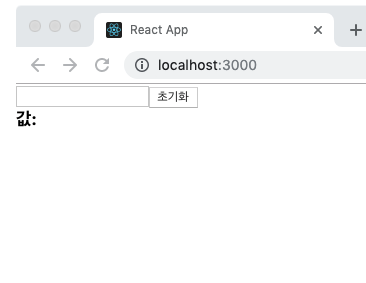 React App
localhost:3000
초기화
값: